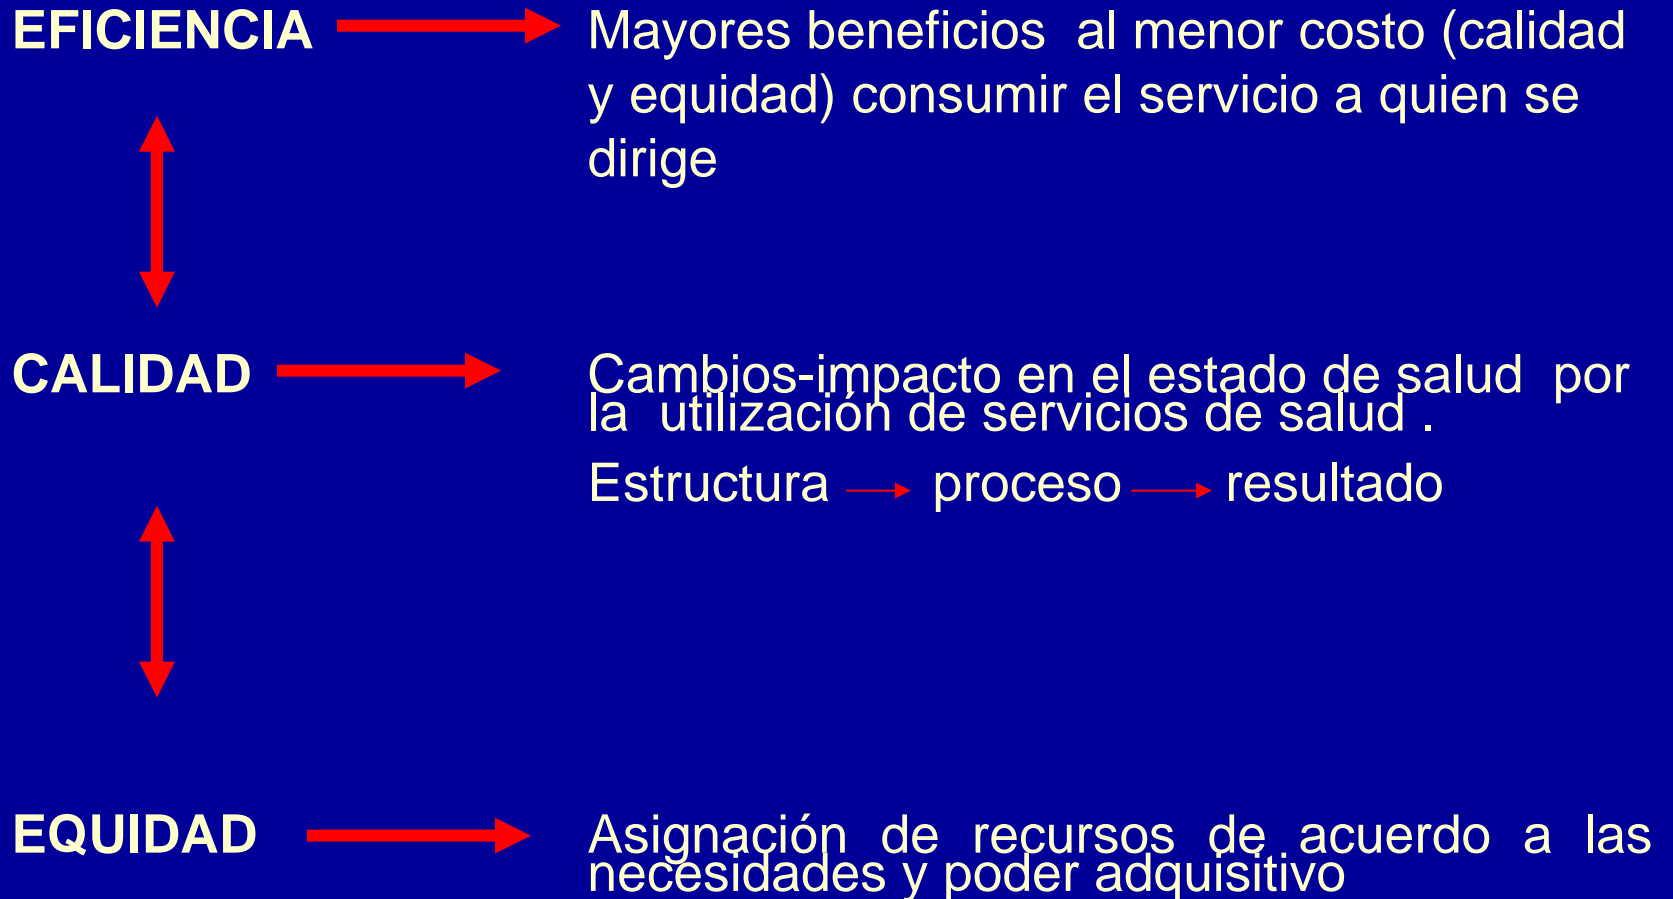 EFICIENCIA
Mayores beneficios al menor costo (calidad
y equidad) consumir el servicio a quien se
dirige
CALIDAD
Cambios-impacto en el estado de salud por
la utilización de servicios de salud .
Estructura proceso resultado
EQUIDAD
Asignación de recursos de acuerdo a las
necesidades y poder adquisitivo